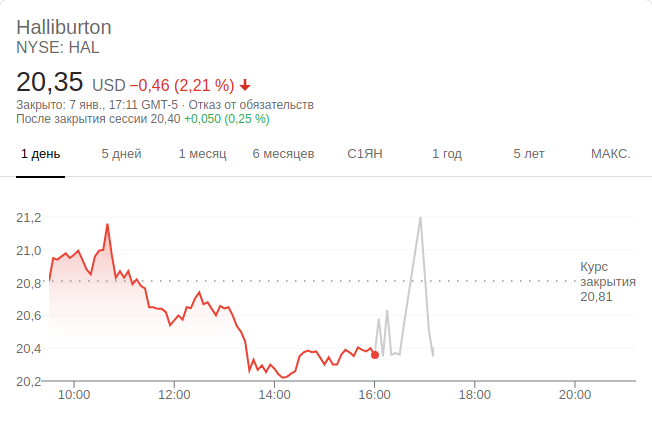 Halliburton
NYSE: HAL
20,35 USD −0,46 (2,21 %)
Закрыто: 7 янв., 17:11 GMT-5 · Отказ от обязательств
После закрытия сессии 20,40 +0,050 (0,25 %)
1 день 5 дней 1 месяц 6 месяцев С1ЯН 1 год 5 лет МАКС.
21,2
21,0
20,8
20,6
20,4
20,2
Курс
закрытия
20,81
10:00 12:00 14:00 16:00 18:00 20:00